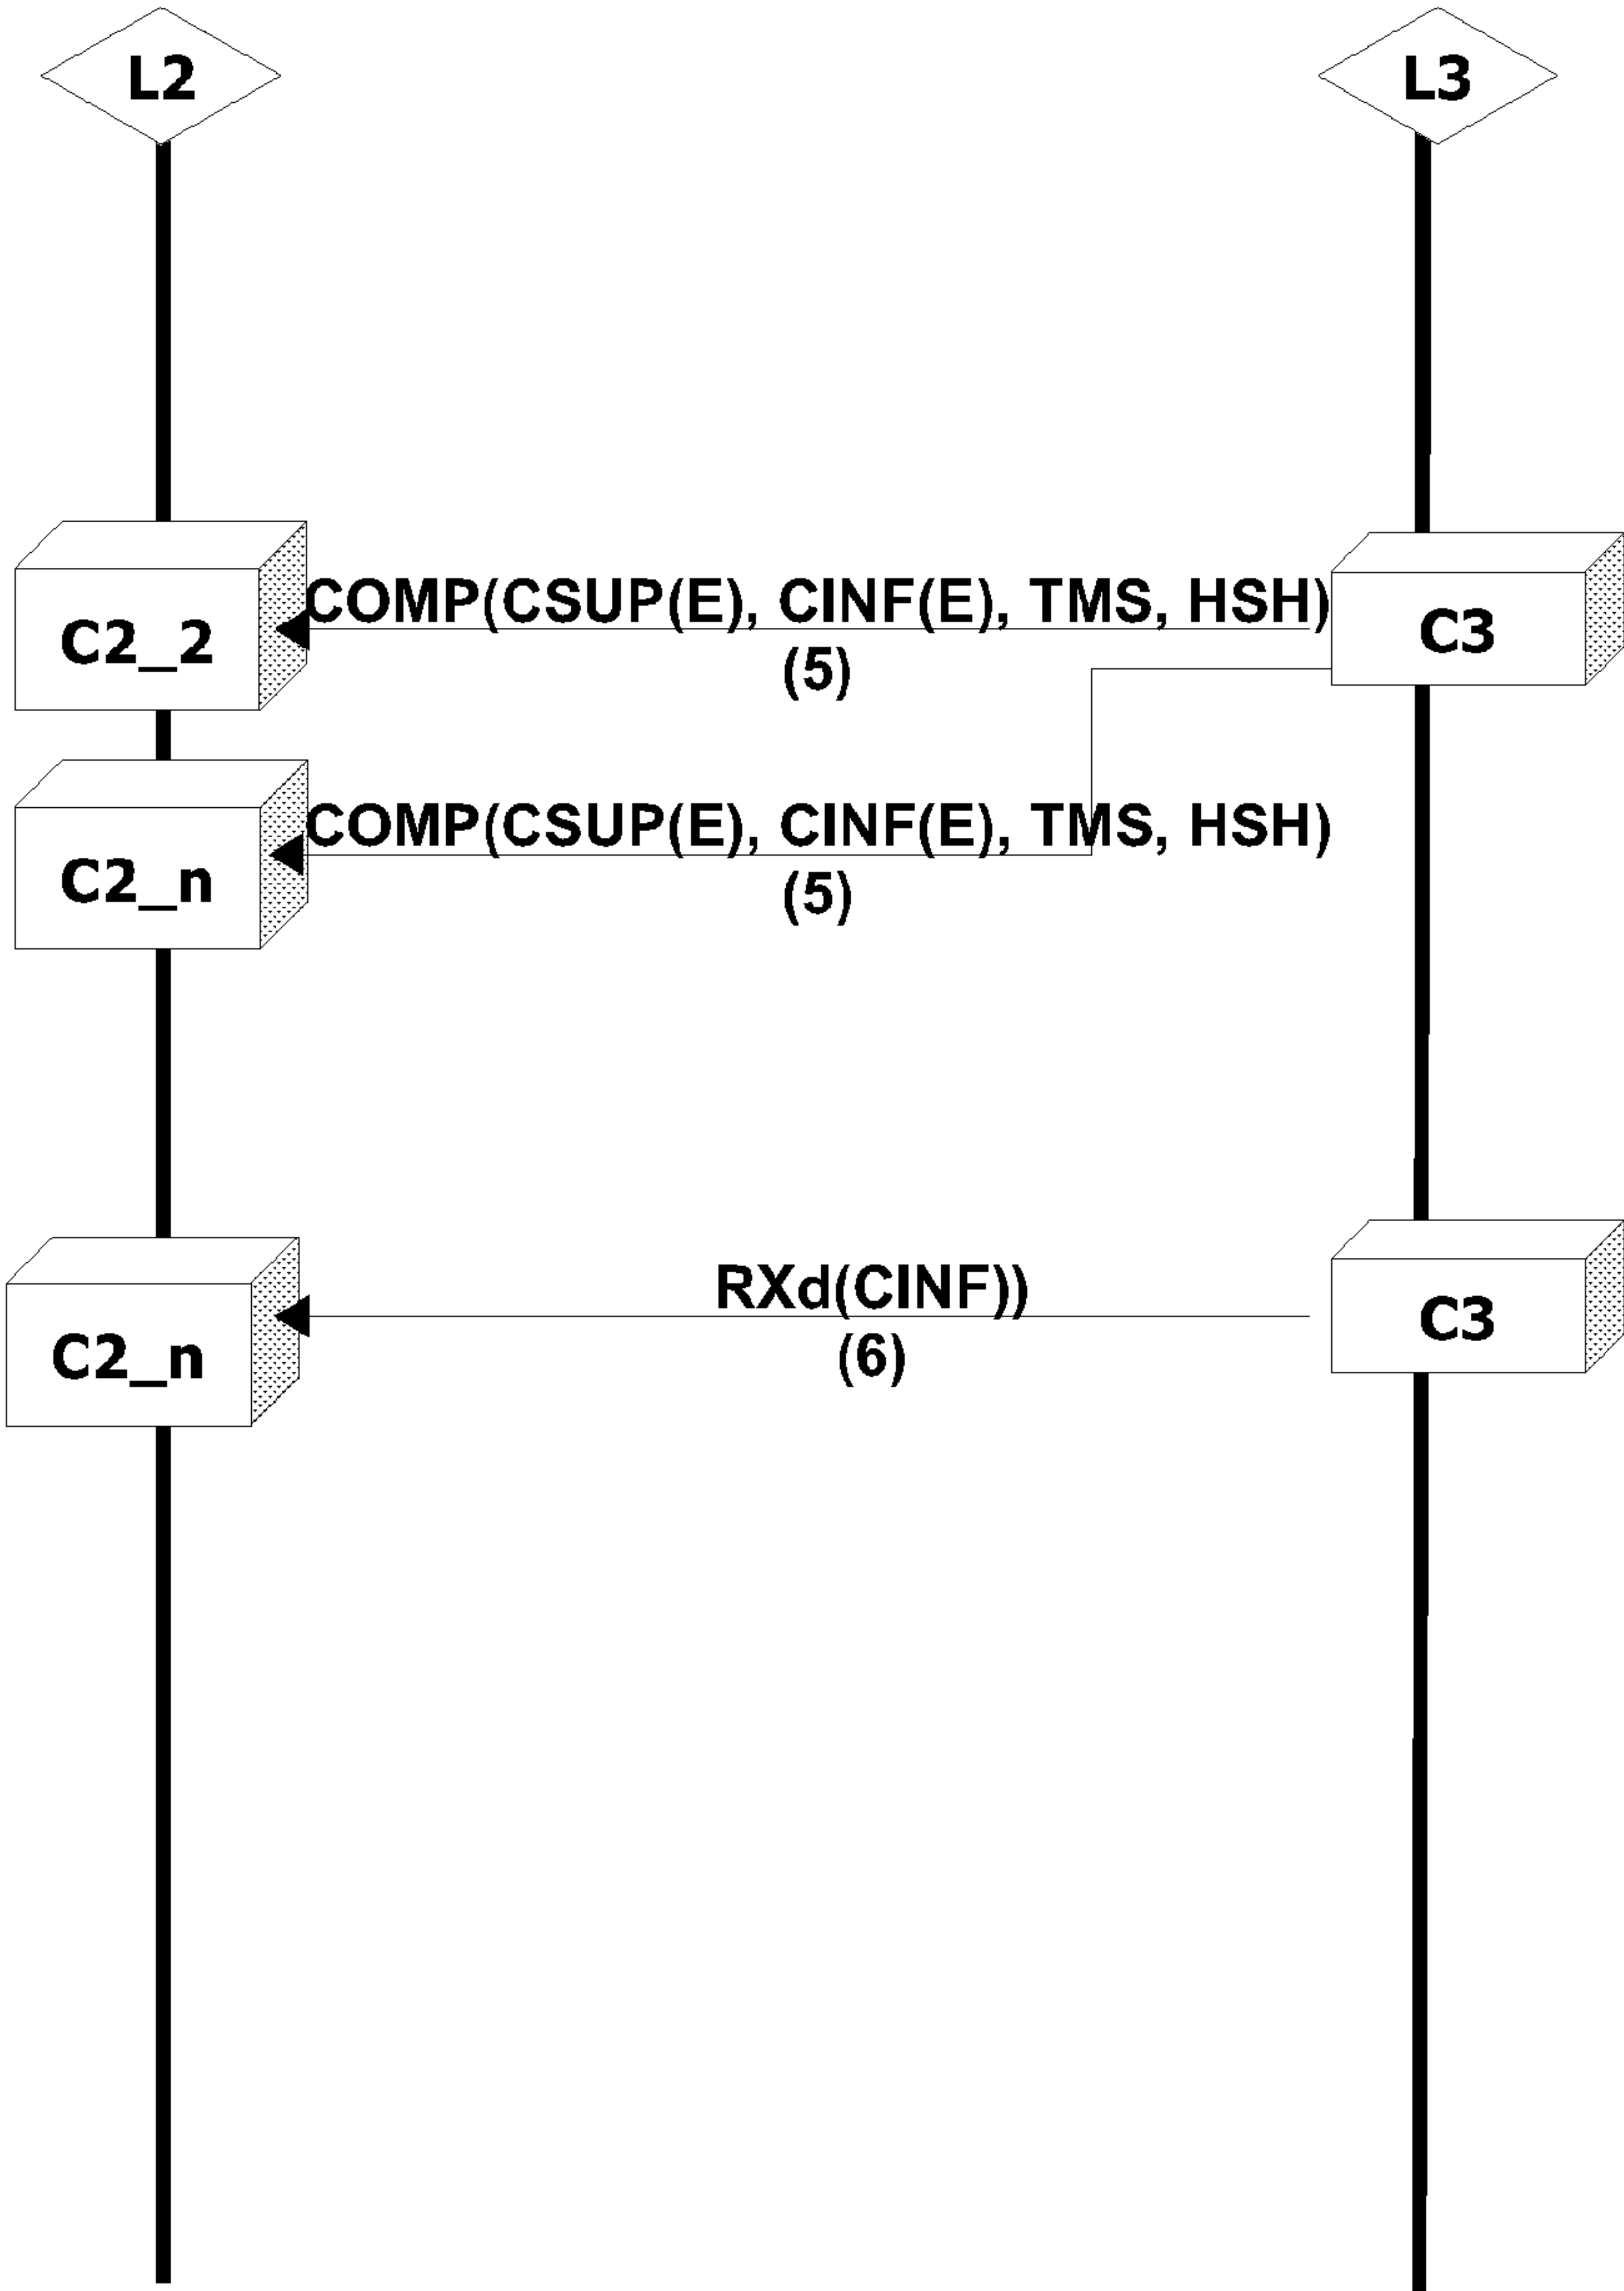 L2
L3
COMP(CSUP(E), CINF(E), TMS, HSH)
(5)
C2_2
C3
COMP(CSUP(E), CINF(E), TMS, HSH)
(5)
C2_n
RXd(CINF))
(6)
C2_n
C3